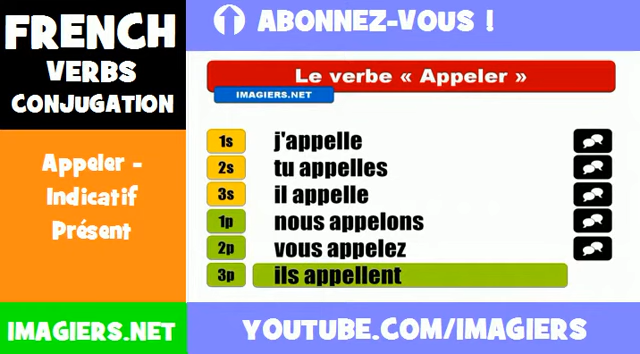 FRENCH
VERBS
CONJUGATION
Appeler -
Indicatif
Présent
IMAGIERS.NET
ABONNEZ-VOUS !
Le verbe « Appeler »
IMAGIERS.NET
1s j'appelle
2s tu appelles
3s il appelle
1p nous appelons
2p vous appelez
3p ils appellent
YOUTUBE.COM/IMAGIERS